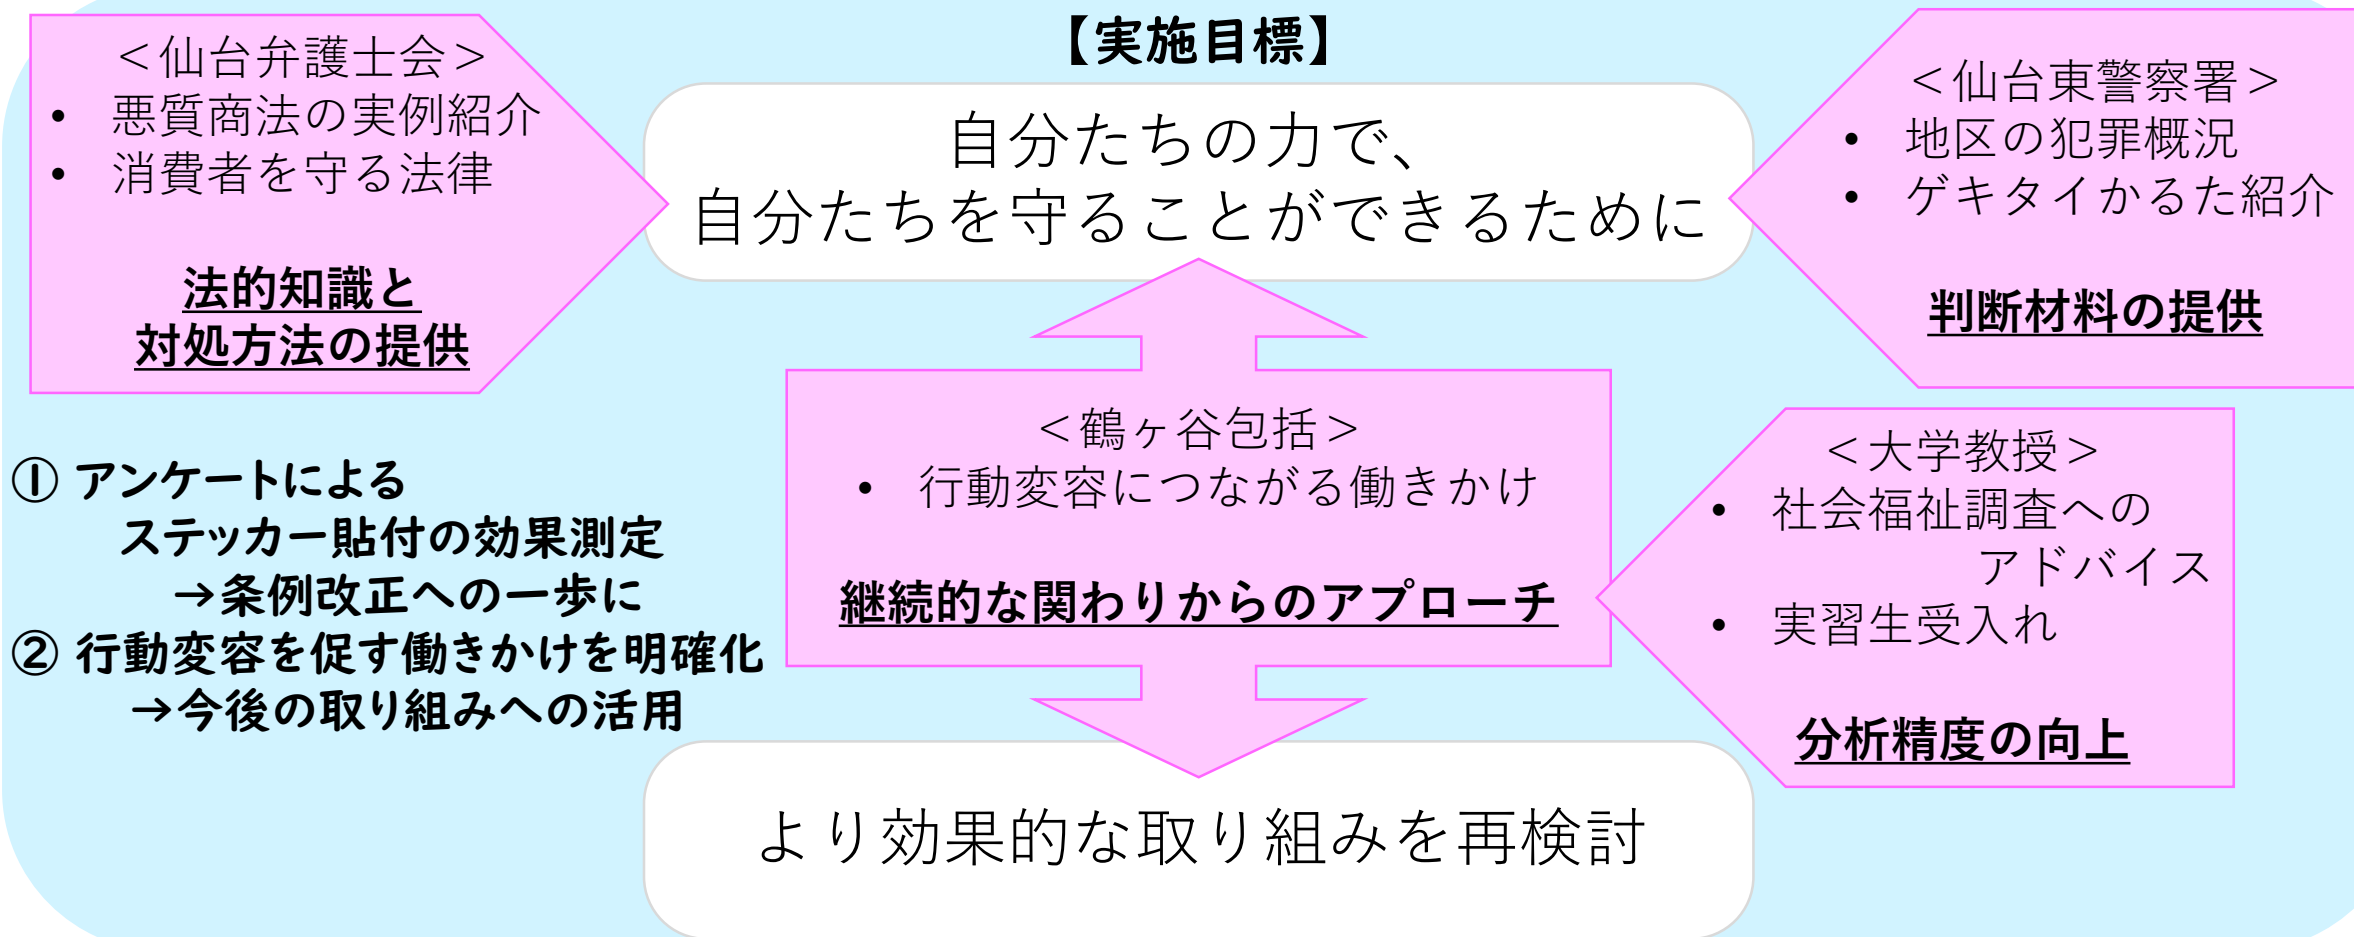 【実施目標】
＜仙台弁護士会＞
• 悪質商法の実例紹介
• 消費者を守る法律
法的知識と
対処方法の提供
自分たちの力で、
自分たちを守ることができるために
＜仙台東警察署＞
• 地区の犯罪概況
• ゲキタイかるた紹介
判断材料の提供
① アンケートによる
ステッカー貼付の効果測定
→条例改正への一歩に
② 行動変容を促す働きかけを明確化
→今後の取り組みへの活用
＜鶴ヶ谷包括＞
• 行動変容につながる働きかけ
継続的な関わりからのアプローチ
＜大学教授＞
• 社会福祉調査への
アドバイス
• 実習生受入れ
分析精度の向上
より効果的な取り組みを再検討